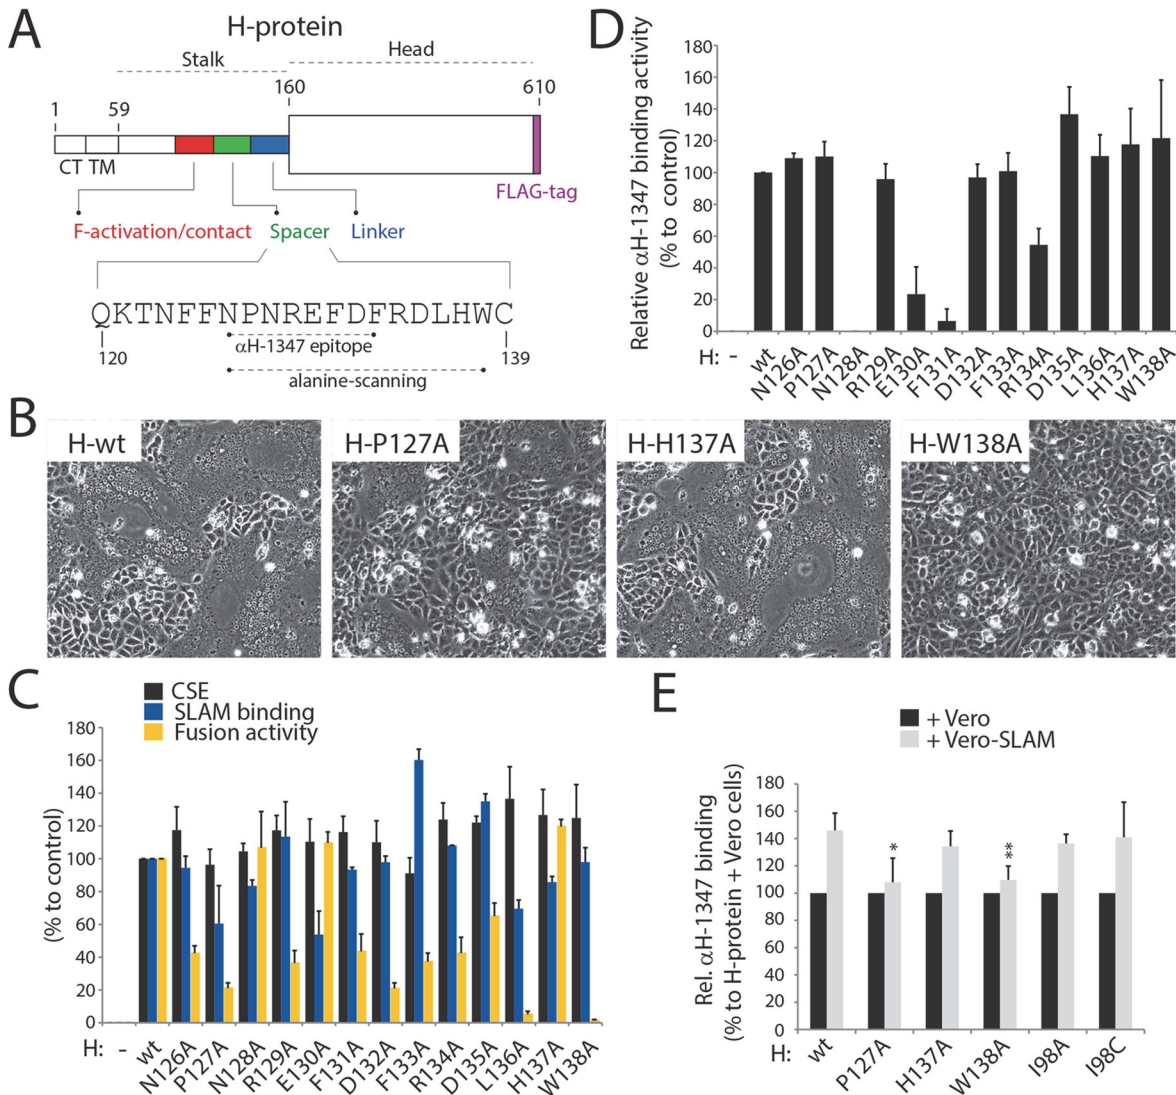 A
H-protein
Stalk
Head
1
59
160
610
CT TM
FLAG-tag
F-activation/contact
Spacer
Linker
QKTNFFNPNREFDFRDLHWC
120
αH-1347 epitope
139
alanine-scanning
D
Relative αH-1347 binding activity
(% to control)
180
160
140
120
100
80
60
40
20
0
H: - wt N126A P127A N128A R129A E130A F131A D132A F133A R134A D135A L136A H137A W138A
B
H-wt
H-P127A
H-H137A
H-W138A
C
CSE
SLAM binding
Fusion activity
(% to control)
180
160
140
120
100
80
60
40
20
0
H: - wt N126A P127A N128A R129A E130A F131A D132A F133A R134A D135A L136A H137A W138A
E
+ Vero
+ Vero-SLAM
Rel. αH-1347 binding
(% to H-protein + Vero cells)
180
160
140
120
100
80
60
40
20
0
*
**
H: wt P127A H137A W138A I98A I98C